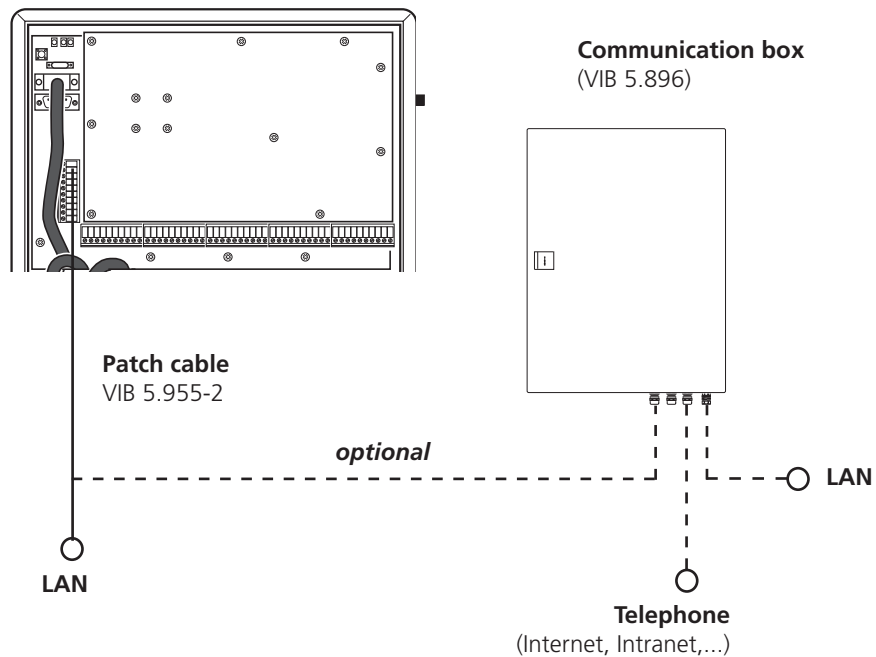 Communication box
(VIB 5.896)
Patch cable
VIB 5.955-2
optional
LAN
LAN
Telephone
(Internet, Intranet,...)